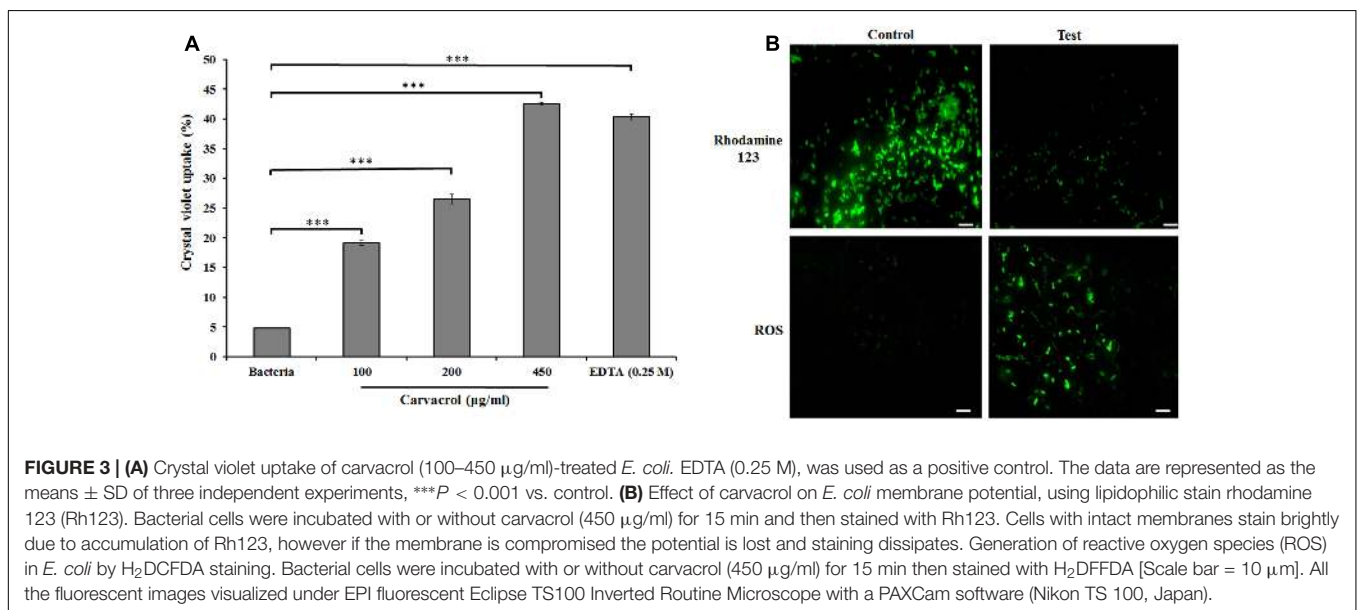 A
B
Control
Test
50
45
40
35
30
25
20
15
10
5
0
Crystal violet uptake (%)
***
***
***
***
Rhodamine
123
ROS
Bacteria
100
200
450
EDTA (0.25 M)
Carvacrol (µg/ml)
FIGURE 3 | (A) Crystal violet uptake of carvacrol (100–450 µg/ml)-treated E. coli. EDTA (0.25 M), was used as a positive control. The data are represented as the
means ± SD of three independent experiments, ***P < 0.001 vs. control. (B) Effect of carvacrol on E. coli membrane potential, using lipidophilic stain rhodamine
123 (Rh123). Bacterial cells were incubated with or without carvacrol (450 µg/ml) for 15 min and then stained with Rh123. Cells with intact membranes stain brightly
due to accumulation of Rh123, however if the membrane is compromised the potential is lost and staining dissipates. Generation of reactive oxygen species (ROS)
in E. coli by H₂DCFDA staining. Bacterial cells were incubated with or without carvacrol (450 µg/ml) for 15 min then stained with H₂DFFDA [Scale bar = 10 µm]. All
the fluorescent images visualized under EPI fluorescent Eclipse TS100 Inverted Routine Microscope with a PAXCam software (Nikon TS 100, Japan).